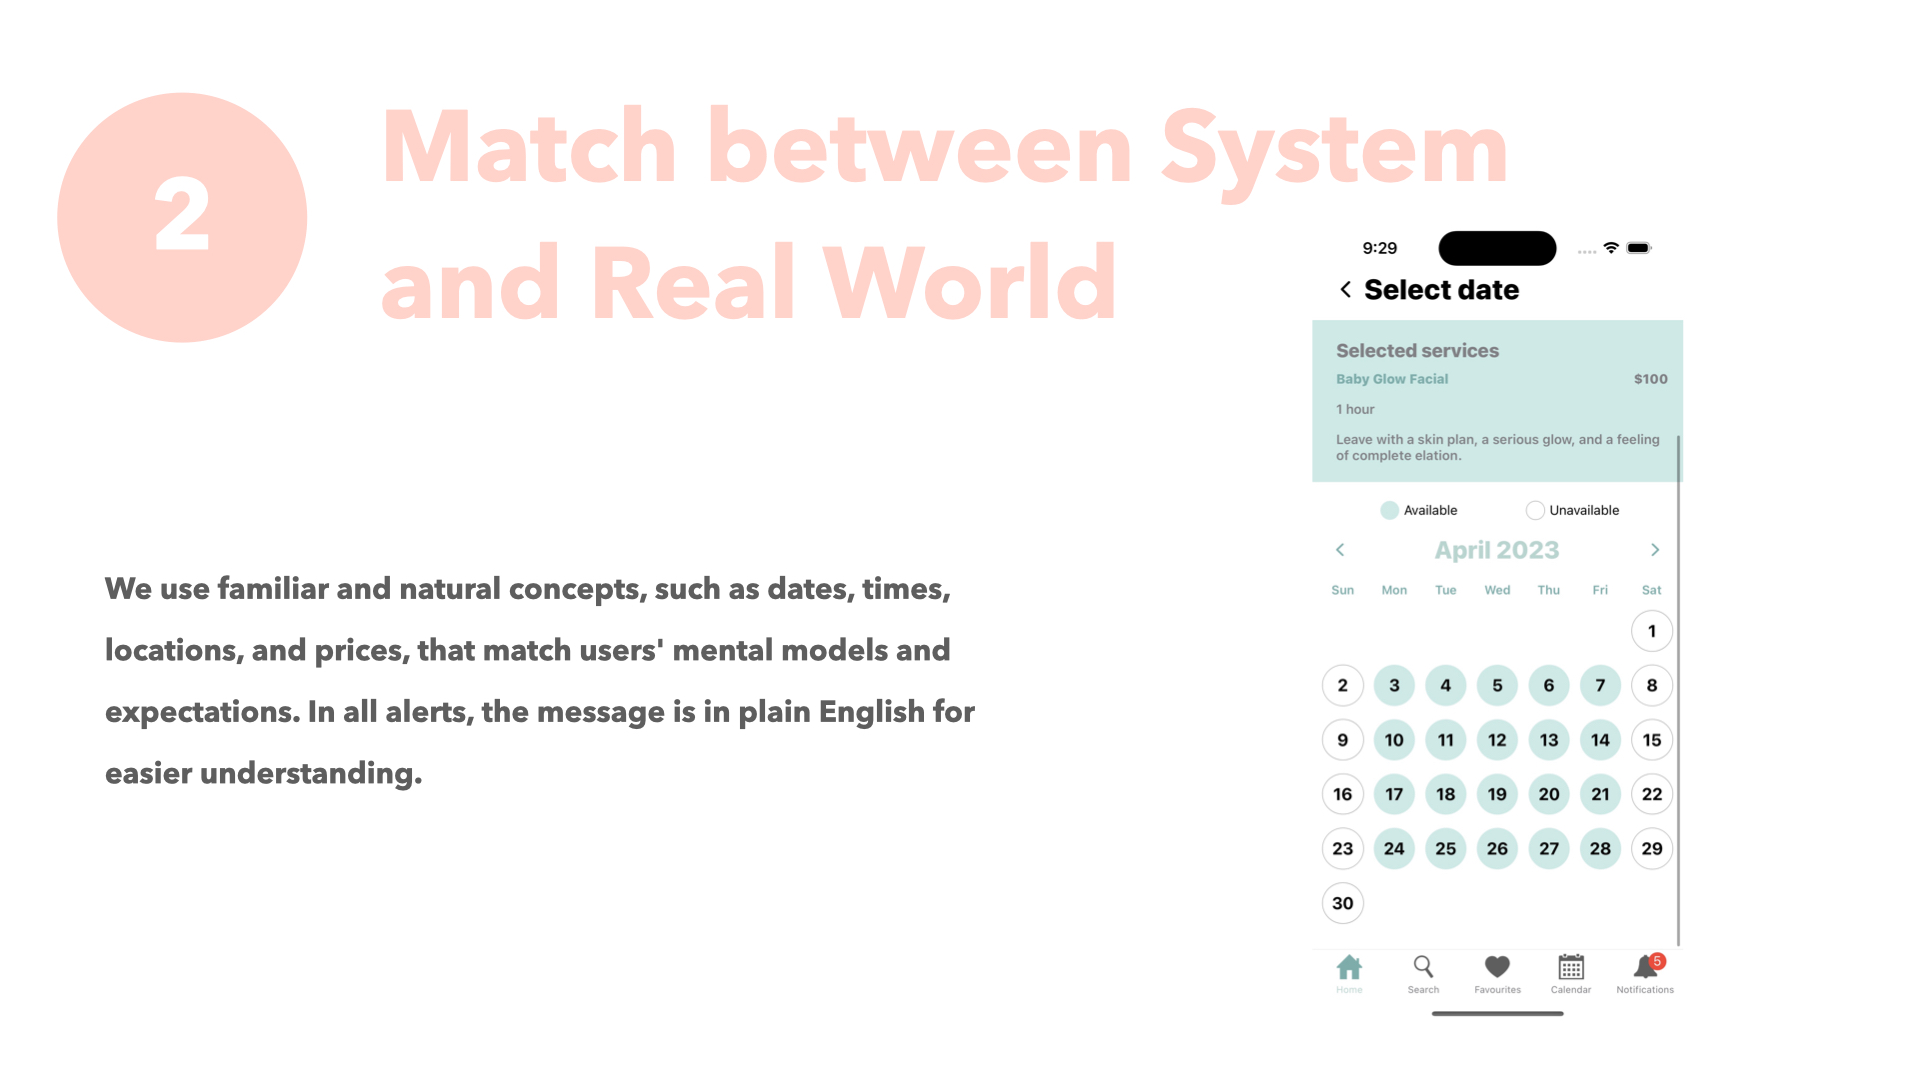 2
Match between System
and Real World
We use familiar and natural concepts, such as dates, times,
locations, and prices, that match users' mental models and
expectations. In all alerts, the message is in plain English for
easier understanding.
9:29
Select date
Selected services
Baby Glow Facial $100
1 hour
Leave with a skin plan, a serious glow, and a feeling
of complete elation.
Available Unavailable
April 2023
Sun Mon Tue Wed Thu Fri Sat
1
2 3 4 5 6 7 8
9 10 11 12 13 14 15
16 17 18 19 20 21 22
23 24 25 26 27 28 29
30
5
Home Search Favourites Calendar Notifications